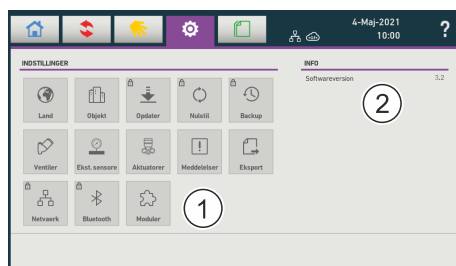 4-Maj-2021
10:00
?
INDSTILLINGER
INFO
Softwareversion 3.2
Land Objekt Opdater Nulstil Backup
Ventiler Ekst. sensore Aktuatorer Meddelelser Eksport
Netværk Bluetooth Moduler
1
2